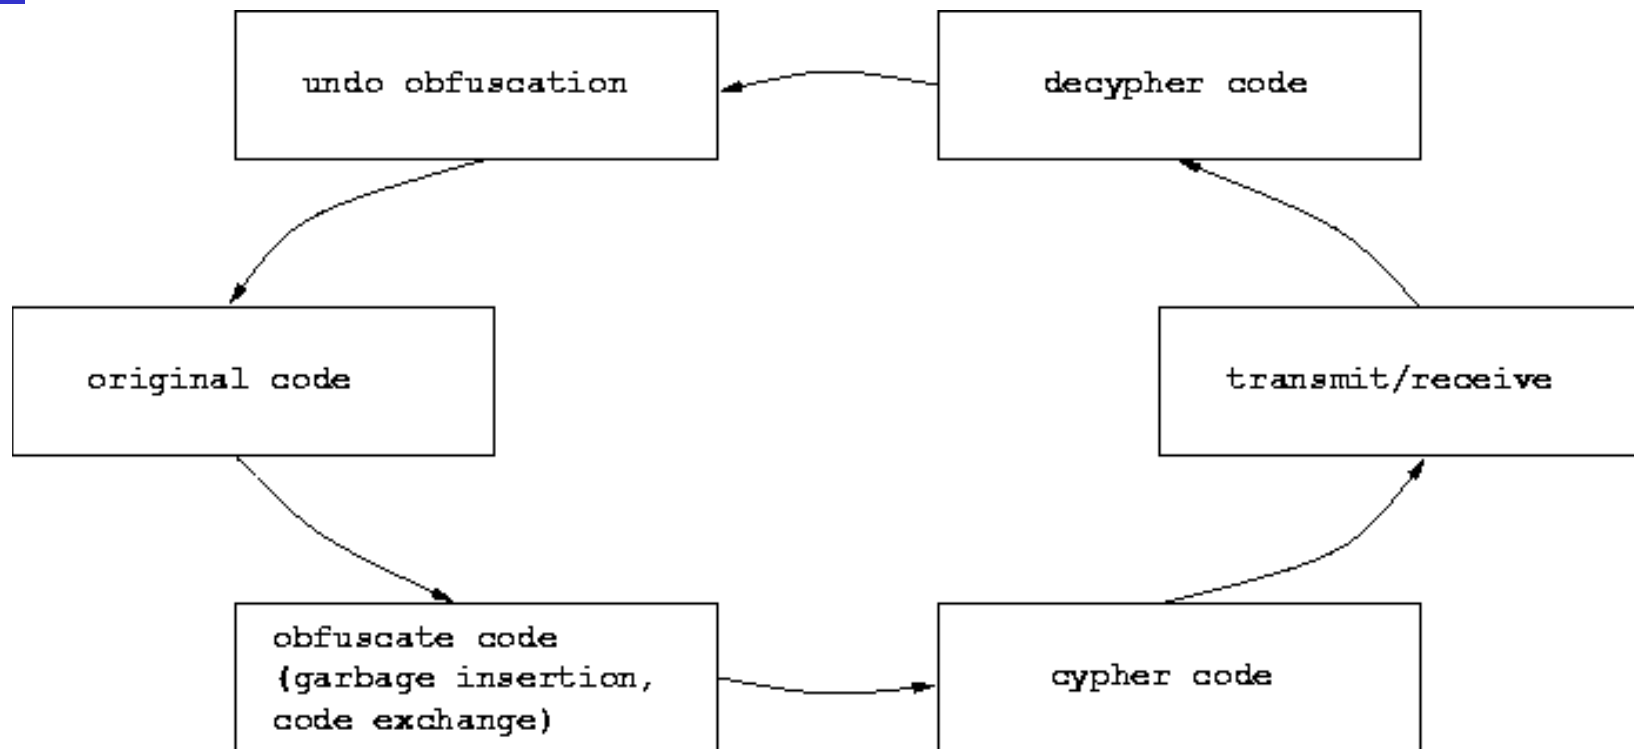 undo obfuscation
decypher code
original code
transmit/receive
obfuscate code
(garbage insertion,
code exchange)
cypher code